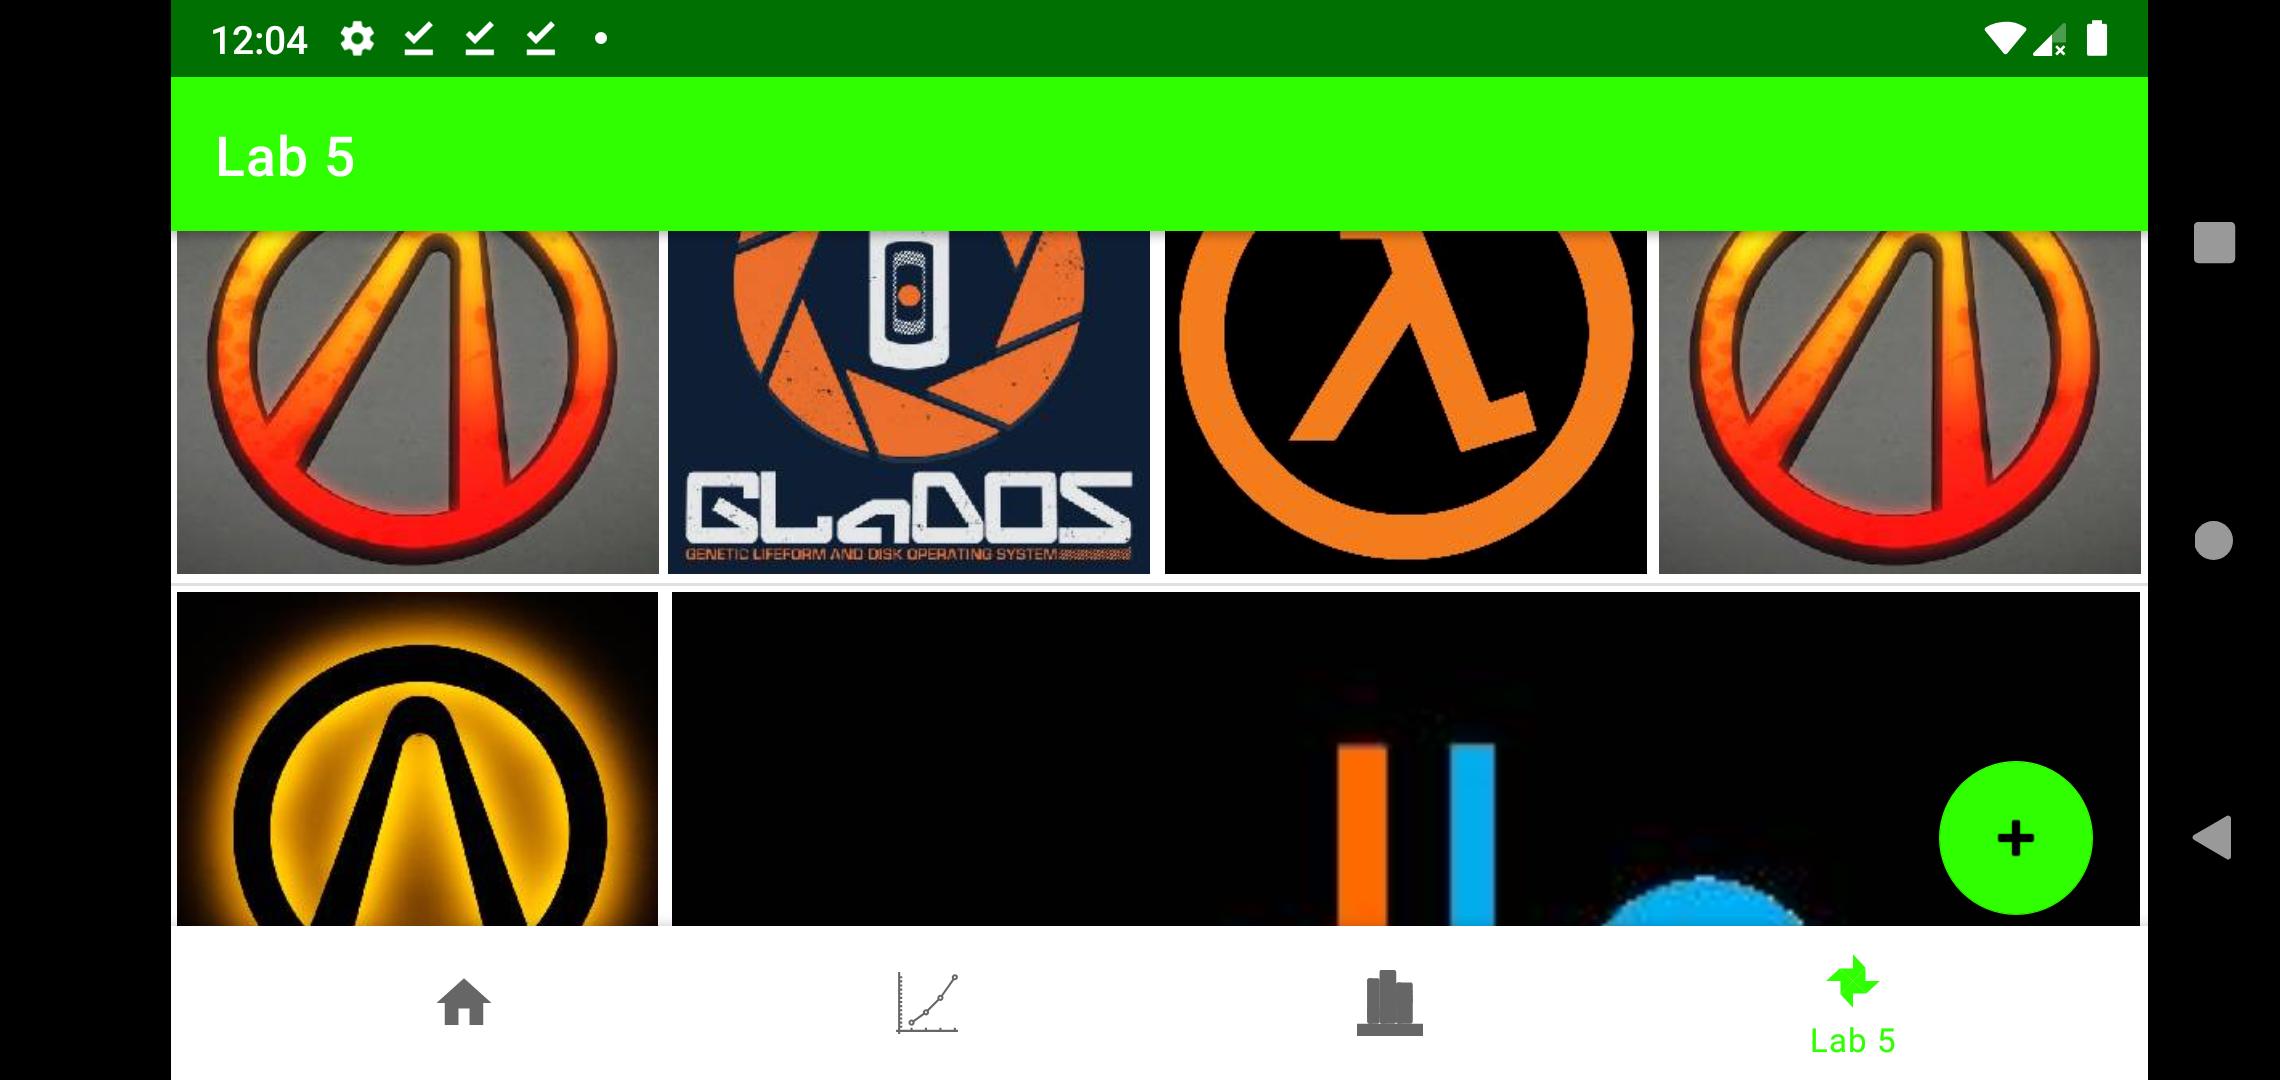 12:04
Lab 5
GLaDOS
GENETIC LIFEFORM AND DISK OPERATING SYSTEM
Lab 5